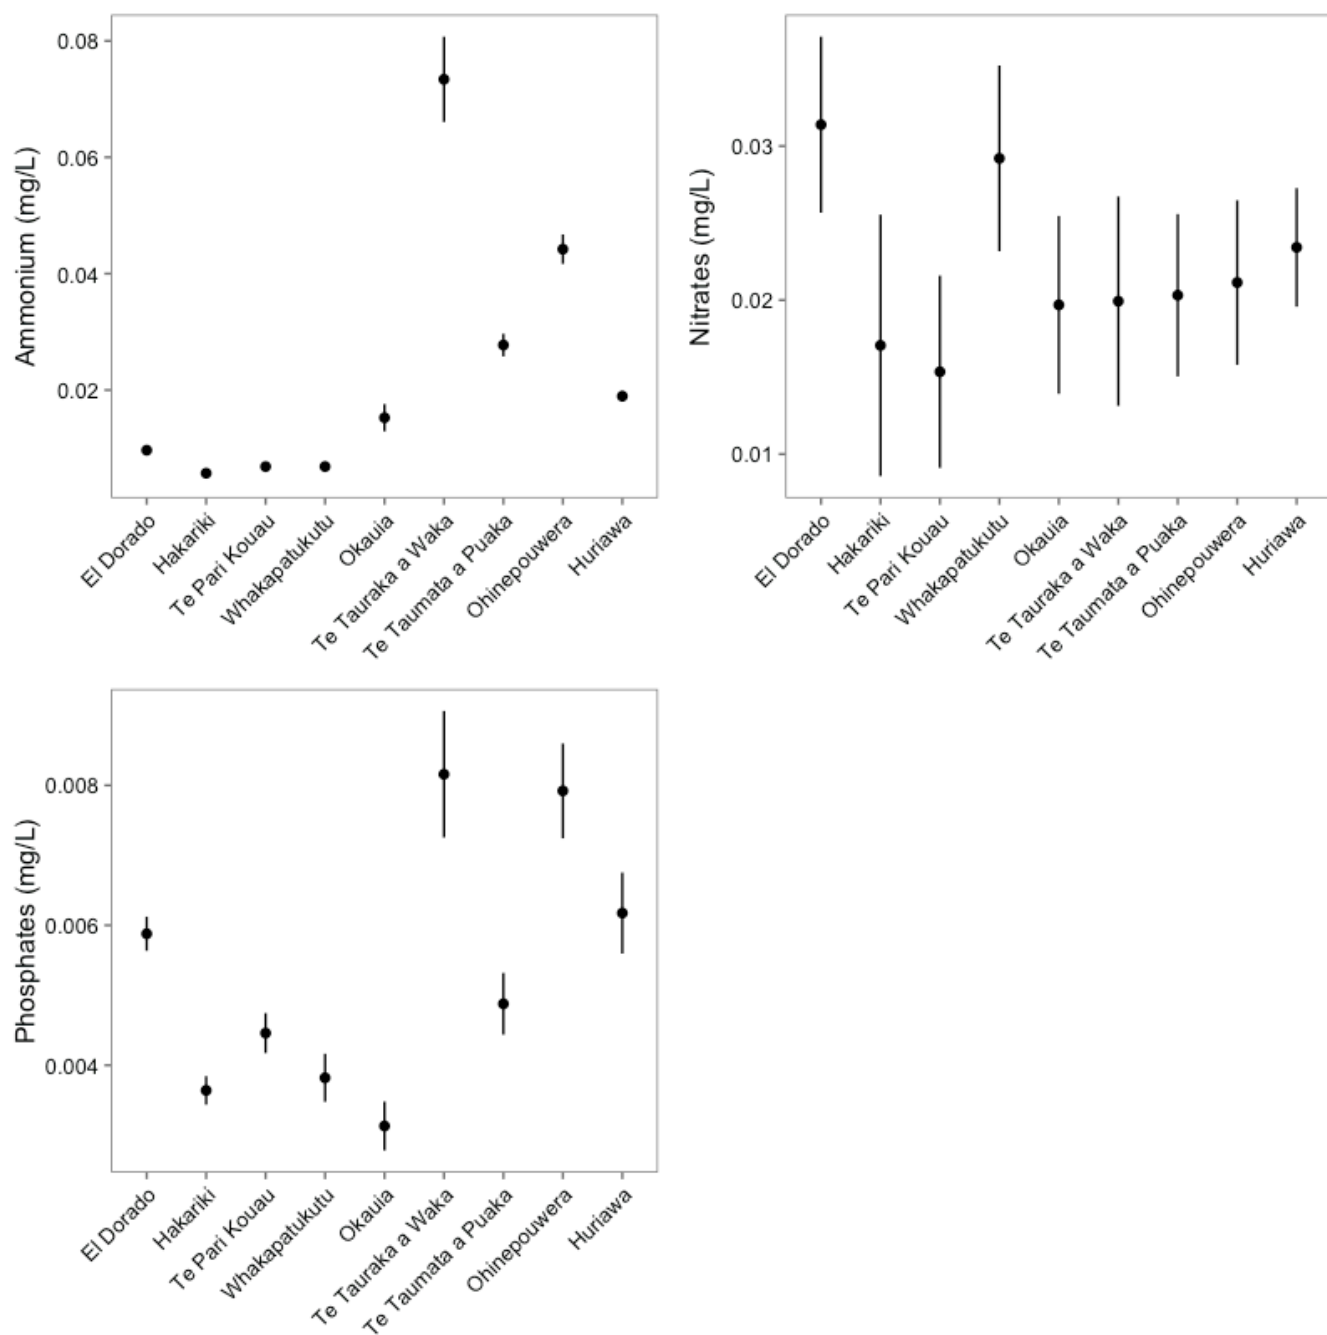 Ammonium (mg/L)
0.08
0.06
0.04
0.02
El Dorado
Hakariki
Te Pari Kouau
Whakapatukutu
Okauia
Te Tauraka a Waka
Te Taumata a Puaka
Ohinepouwera
Huriawa
Nitrates (mg/L)
0.03
0.02
0.01
El Dorado
Hakariki
Te Pari Kouau
Whakapatukutu
Okauia
Te Tauraka a Waka
Te Taumata a Puaka
Ohinepouwera
Huriawa
Phosphates (mg/L)
0.008
0.006
0.004
El Dorado
Hakariki
Te Pari Kouau
Whakapatukutu
Okauia
Te Tauraka a Waka
Te Taumata a Puaka
Ohinepouwera
Huriawa